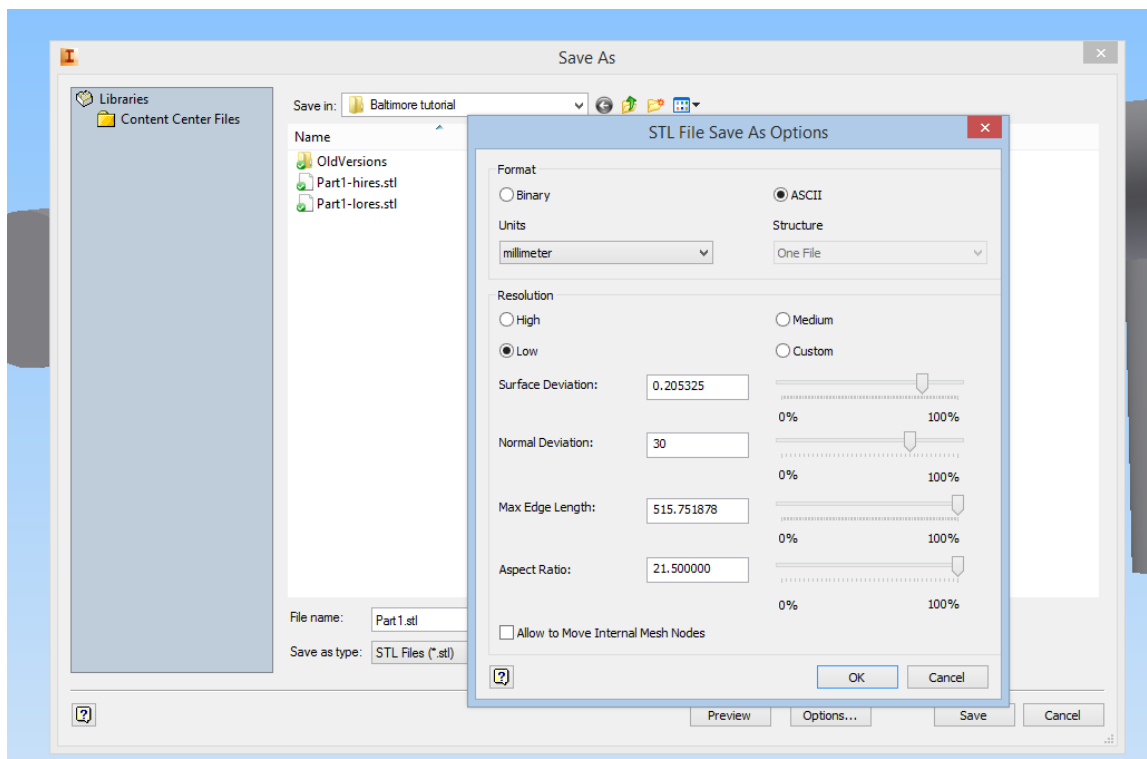 Save As
Libraries
Content Center Files
Save in: Baltimore tutorial
Name
OldVersions
Part1-hires.stl
Part1-lores.stl
File name: Part1.stl
Save as type: STL Files (*.stl)
Preview Options... Save Cancel
STL File Save As Options
Format
Binary ASCII
Units Structure
millimeter One File
Resolution
High Medium
Low Custom
Surface Deviation: 0.205325
0% 100%
Normal Deviation: 30
0% 100%
Max Edge Length: 515.751878
0% 100%
Aspect Ratio: 21.500000
0% 100%
Allow to Move Internal Mesh Nodes
OK Cancel